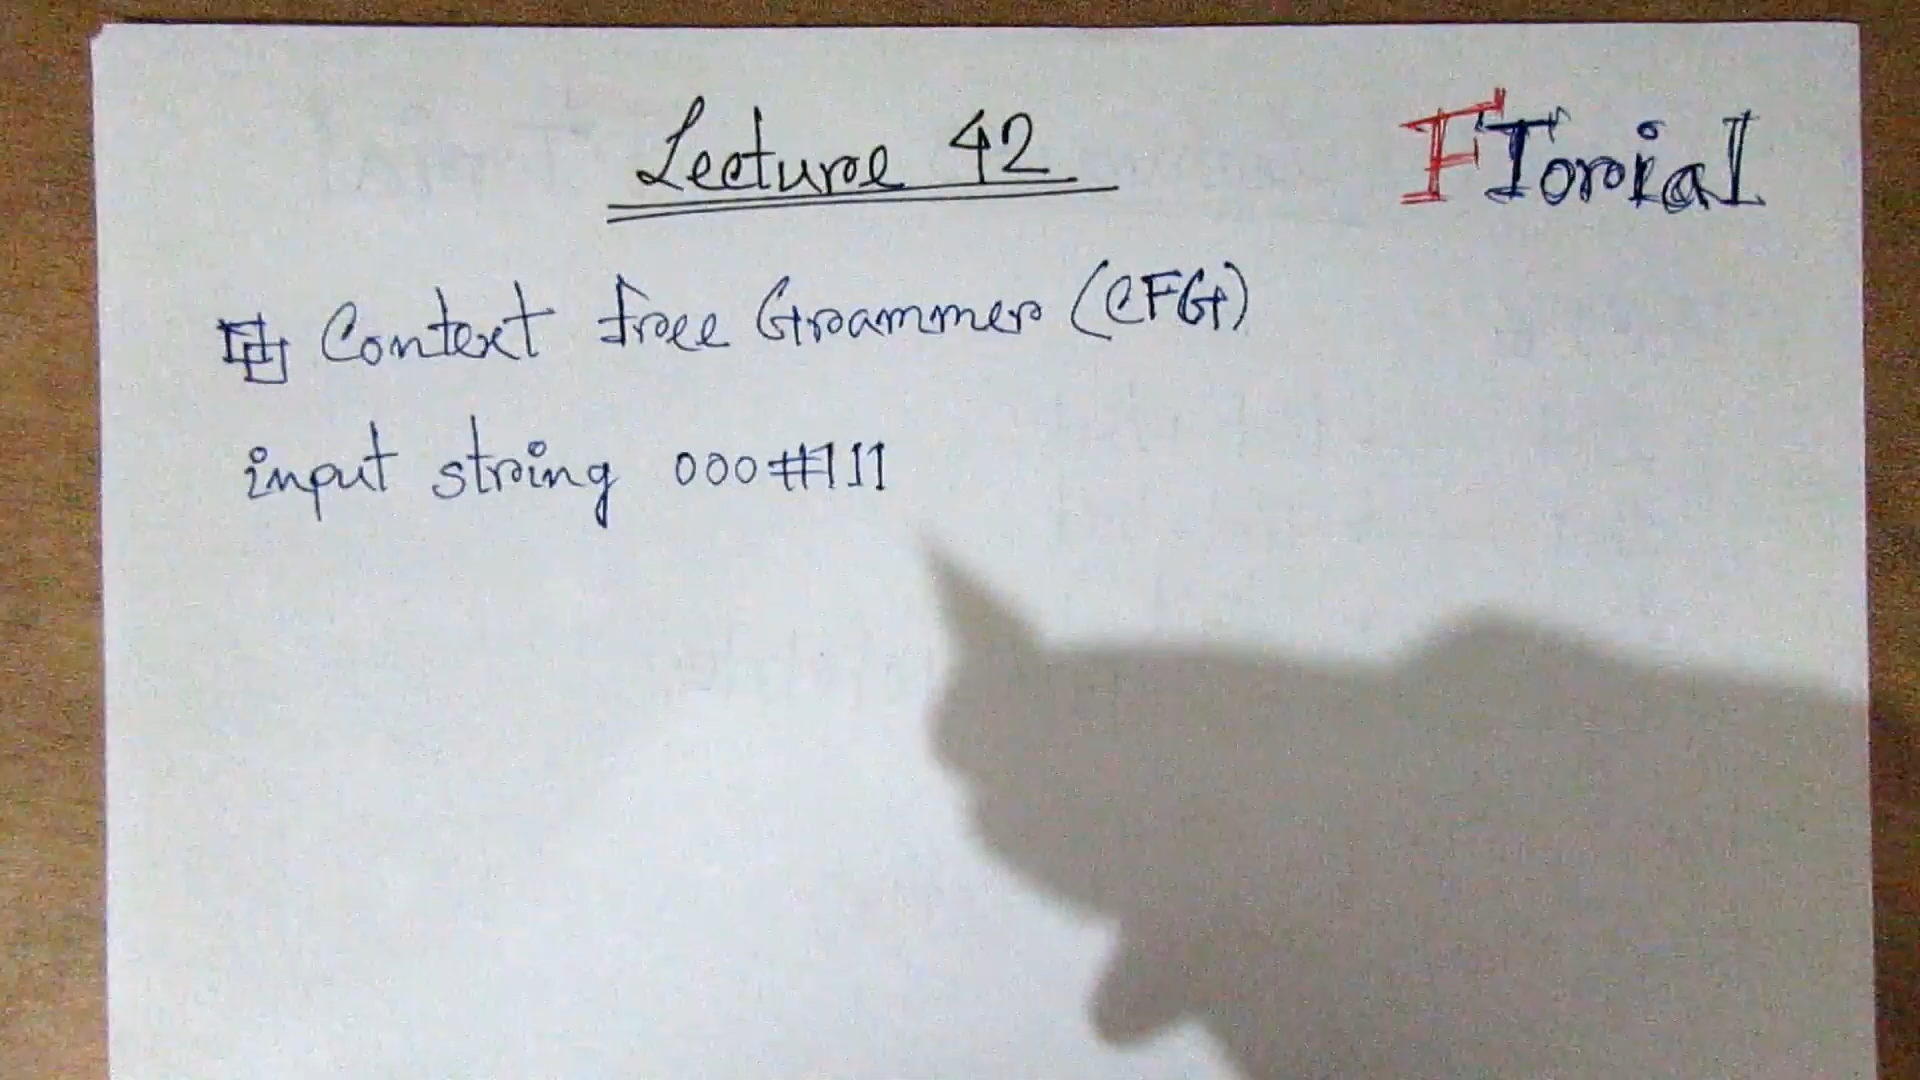 Lecture 42
FTorial
Context free Grammer (CFG)
input string 000#111